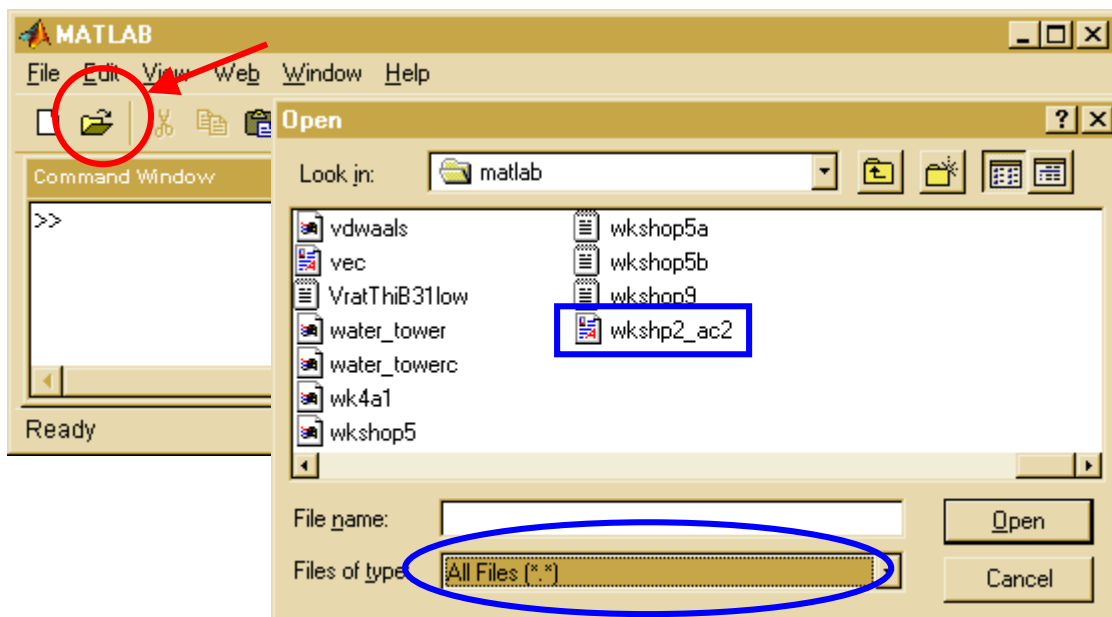 MATLAB
File Edit View Web Window Help
Open
Command Window
Look in: matlab
>>
vdwaals
vec
VratThiB31low
water_tower
water_towerc
wk4a1
wkshop5
wkshop5a
wkshop5b
wkshop9
wkshp2_ac2
Ready
File name:
Open
Files of type
All Files (*.*)
Cancel